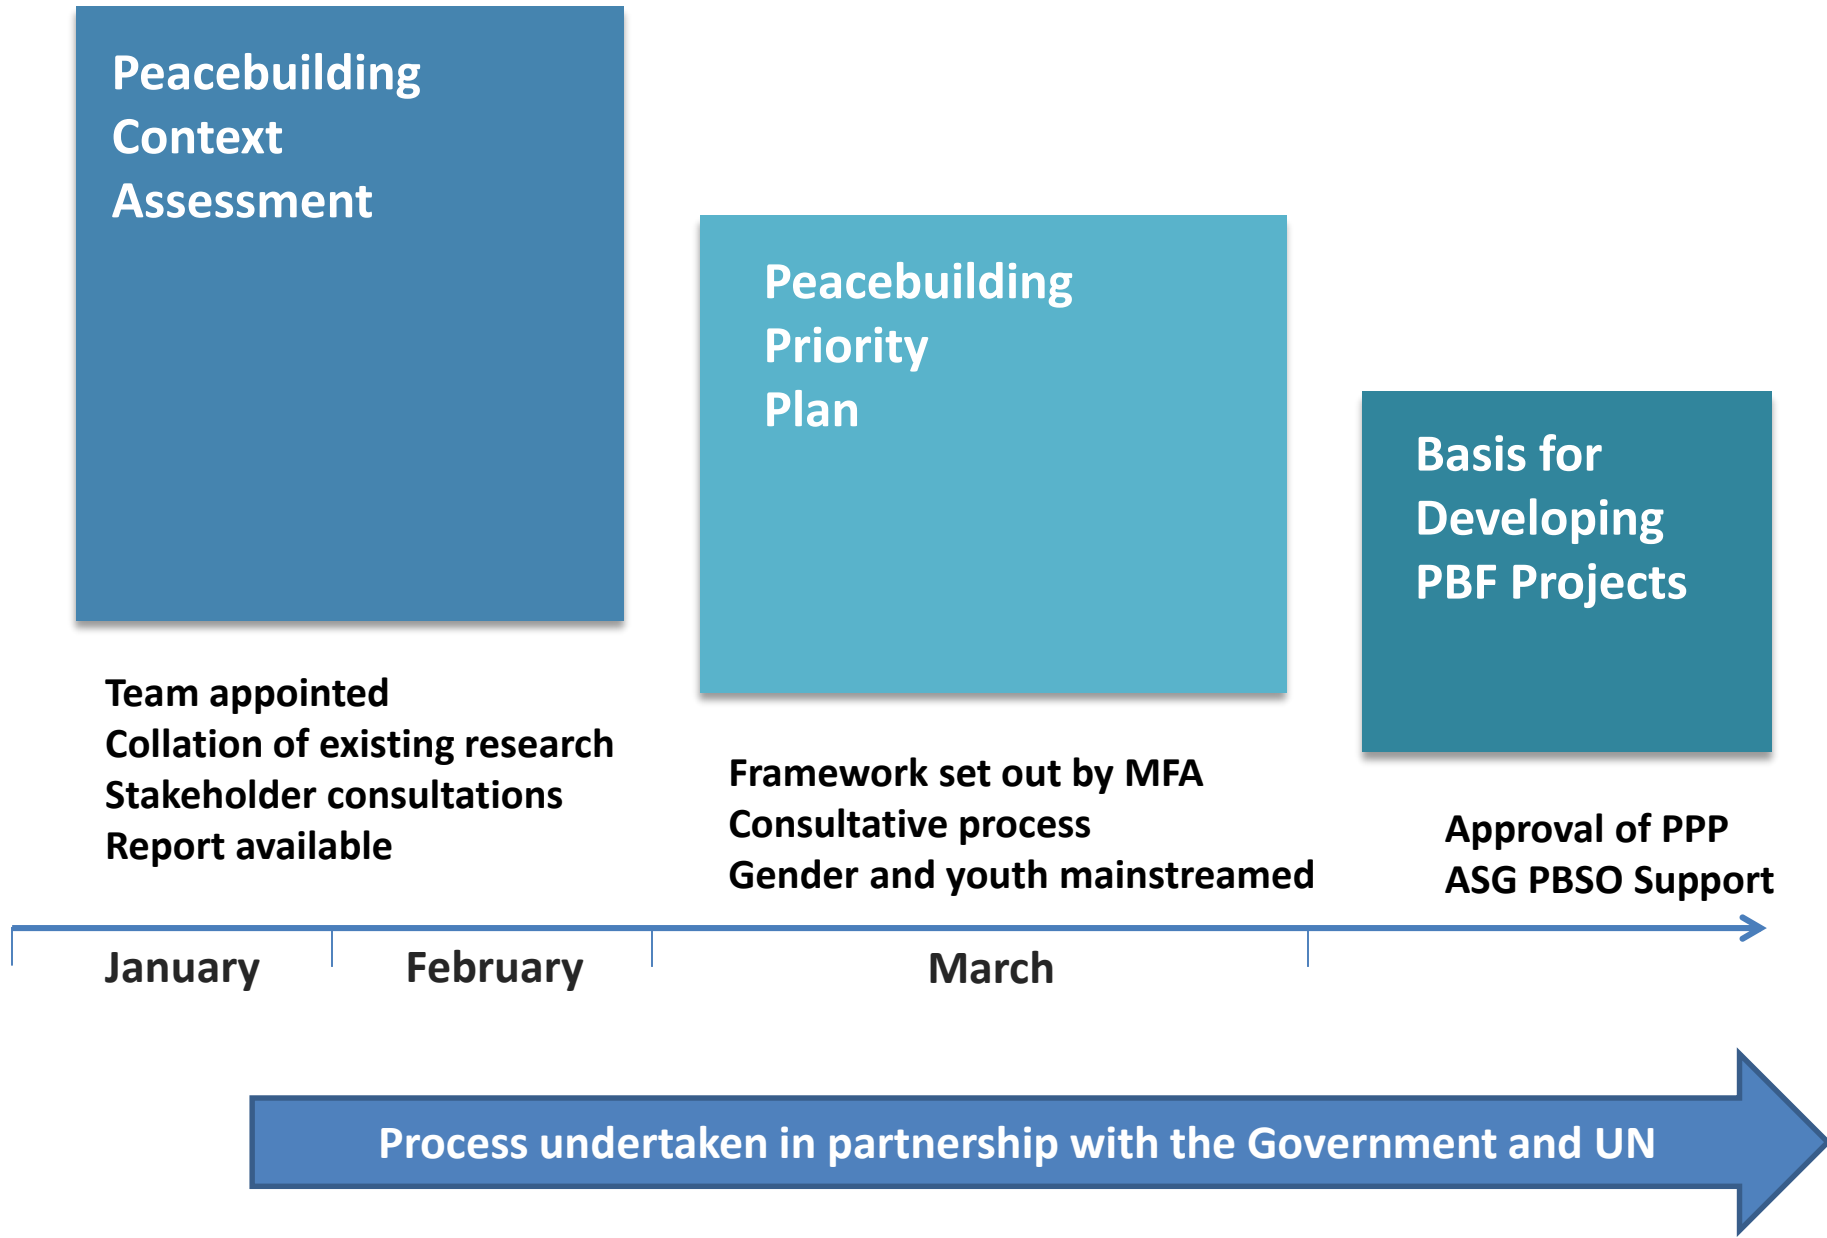 Peacebuilding
Context
Assessment
Team appointed
Collation of existing research
Stakeholder consultations
Report available
Peacebuilding
Priority
Plan
Framework set out by MFA
Consultative process
Gender and youth mainstreamed
Basis for
Developing
PBF Projects
Approval of PPP
ASG PBSO Support
January
February
March
Process undertaken in partnership with the Government and UN